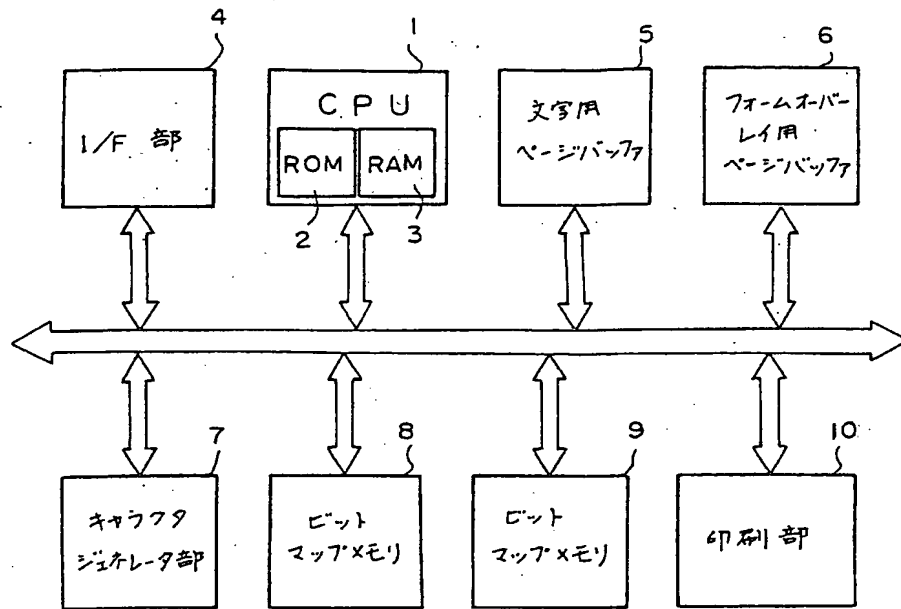 4
I/F 部
1
CPU
ROM
RAM
2
3
5
文字用
ページバッファ
6
フォームオーバー
レイ用
ページバッファ
7
キャラクタ
ジェネレータ部
8
ビット
マップメモリ
9
ビット
マップメモリ
10
印刷部